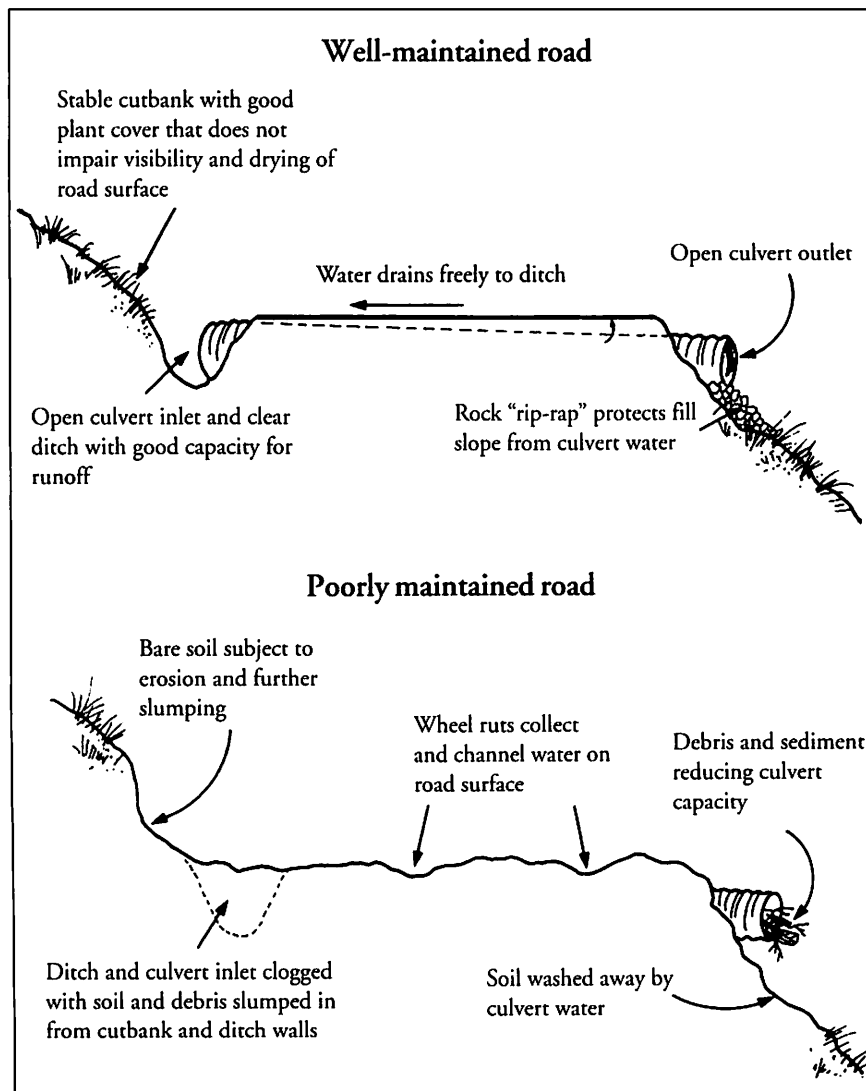 Well-maintained road
Stable cutbank with good
plant cover that does not
impair visibility and drying of
road surface
Water drains freely to ditch
Open culvert outlet
Open culvert inlet and clear
ditch with good capacity for
runoff
Rock “rip-rap” protects fill
slope from culvert water
Poorly maintained road
Bare soil subject to
erosion and further
slumping
Wheel ruts collect
and channel water on
road surface
Debris and sediment
reducing culvert
capacity
Ditch and culvert inlet clogged
with soil and debris slumped in
from cutbank and ditch walls
Soil washed away by
culvert water